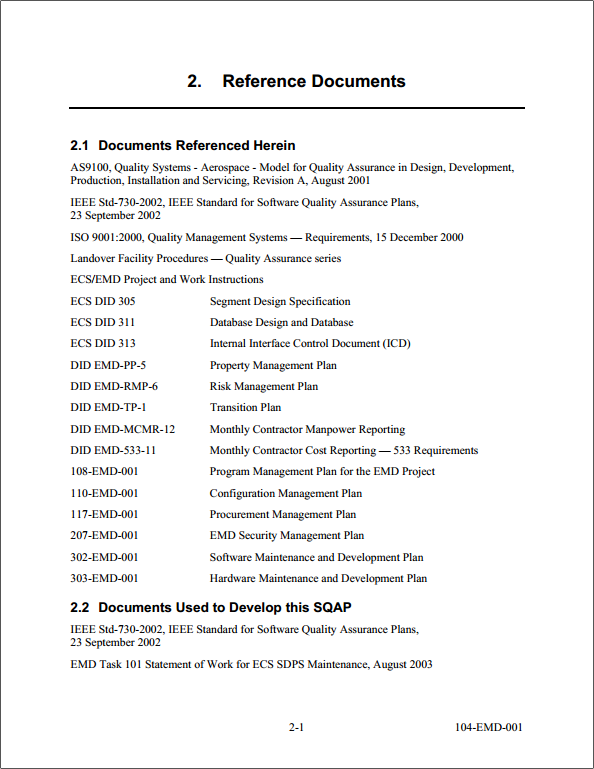 2. Reference Documents
2.1 Documents Referenced Herein
AS9100, Quality Systems - Aerospace - Model for Quality Assurance in Design, Development,
Production, Installation and Servicing, Revision A, August 2001
IEEE Std-730-2002, IEEE Standard for Software Quality Assurance Plans,
23 September 2002
ISO 9001:2000, Quality Management Systems — Requirements, 15 December 2000
Landover Facility Procedures — Quality Assurance series
ECS/EMD Project and Work Instructions
ECS DID 305 Segment Design Specification
ECS DID 311 Database Design and Database
ECS DID 313 Internal Interface Control Document (ICD)
DID EMD-PP-5 Property Management Plan
DID EMD-RMP-6 Risk Management Plan
DID EMD-TP-1 Transition Plan
DID EMD-MCMR-12 Monthly Contractor Manpower Reporting
DID EMD-533-11 Monthly Contractor Cost Reporting — 533 Requirements
108-EMD-001 Program Management Plan for the EMD Project
110-EMD-001 Configuration Management Plan
117-EMD-001 Procurement Management Plan
207-EMD-001 EMD Security Management Plan
302-EMD-001 Software Maintenance and Development Plan
303-EMD-001 Hardware Maintenance and Development Plan
2.2 Documents Used to Develop this SQAP
IEEE Std-730-2002, IEEE Standard for Software Quality Assurance Plans,
23 September 2002
EMD Task 101 Statement of Work for ECS SDPS Maintenance, August 2003
2-1 104-EMD-001